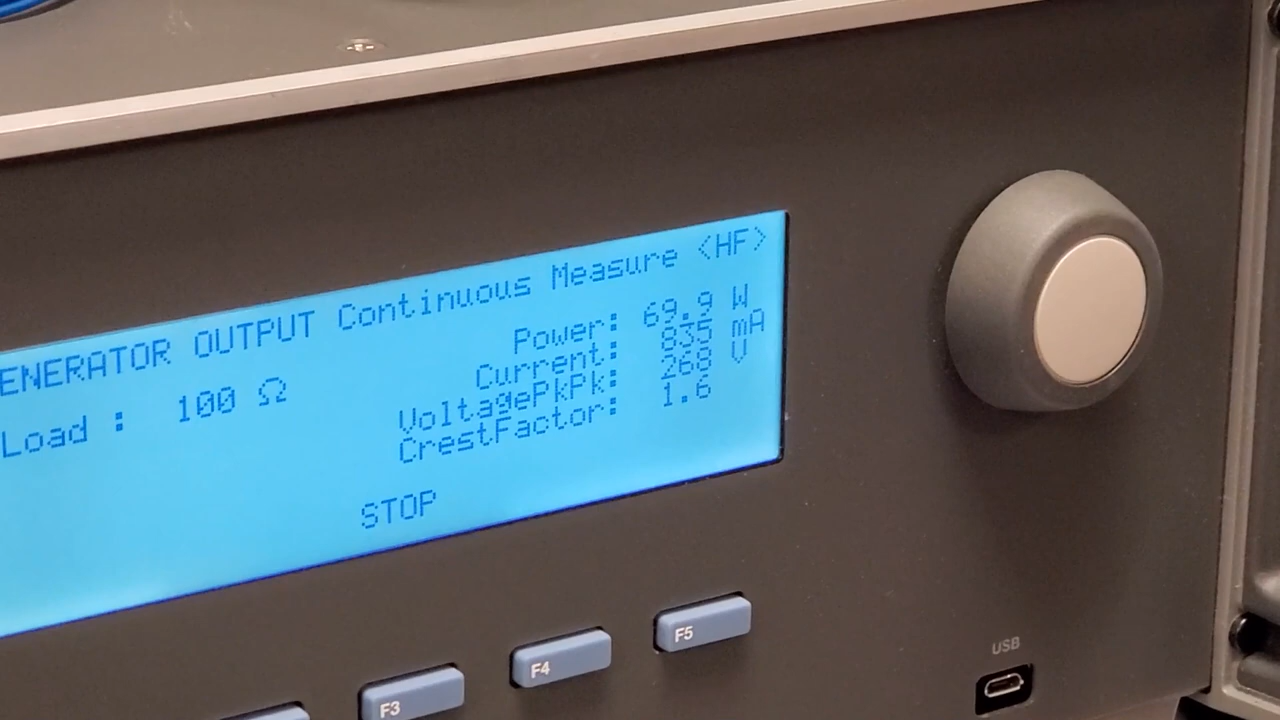 ENERATOR OUTPUT Continuous Measure <HF>
Load : 100 Ω
Power: 69.9 W
Current: 835 mA
VoltagePkPk: 268 V
CrestFactor: 1.6
STOP
F3
F4
F5
USB